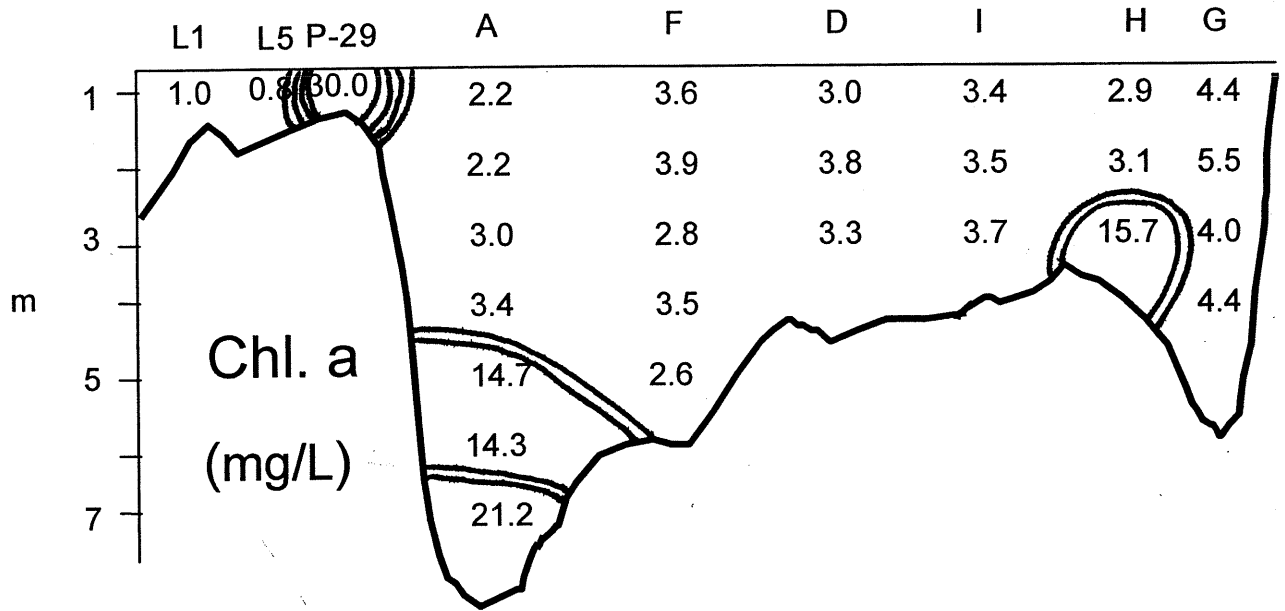 L1 L5 P-29 A F D I H G
1 1.0 0.8 30.0 2.2 3.6 3.0 3.4 2.9 4.4
2.2 3.9 3.8 3.5 3.1 5.5
3 3.0 2.8 3.3 3.7 15.7 4.0
m 3.4 3.5 4.4
Chl. a
5 14.7 2.6
(mg/L) 14.3
7 21.2